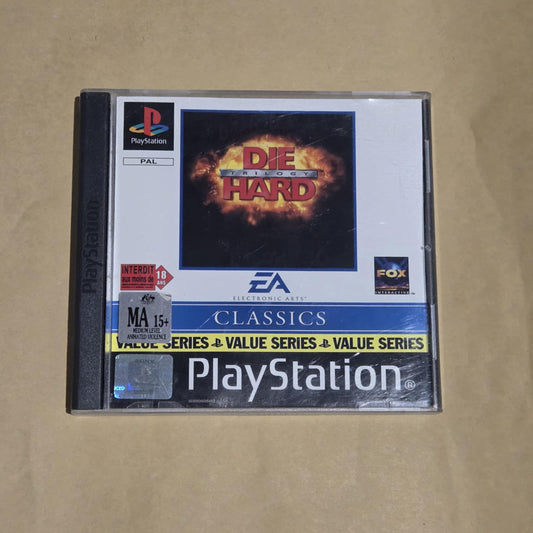 PlayStation
PAL
PlayStation
DIE
TRILOGY
HARD
INTERDIT
aux moins de
18
ANS
EA
ELECTRONIC ARTS
FOX
INTERACTIVE
MA 15+
MEDIUM LEVEL
ANIMATED VIOLENCE
CLASSICS
VALUE SERIES VALUE SERIES VALUE SERIES
PlayStation®